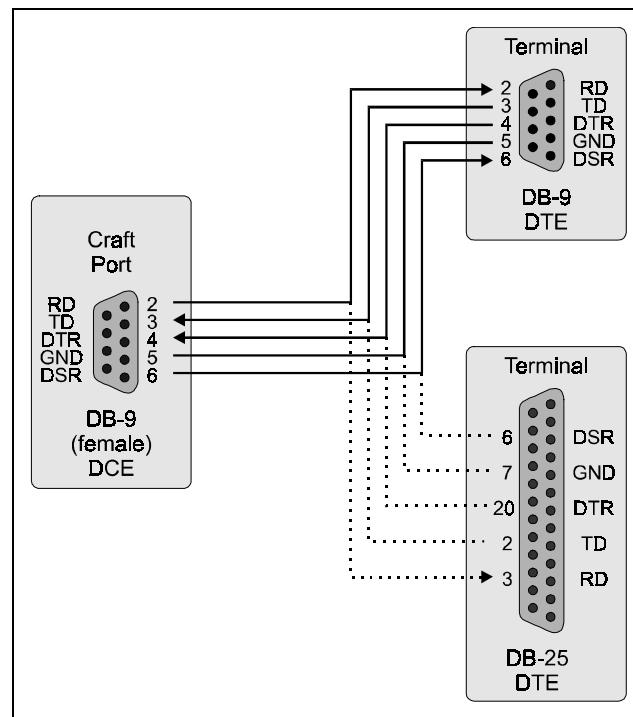 Terminal
2 RD
3 TD
4 DTR
5 GND
6 DSR
DB-9
DTE
Craft
Port
RD 2
TD 3
DTR 4
GND 5
DSR 6
DB-9
(female)
DCE
Terminal
6 DSR
7 GND
20 DTR
2 TD
3 RD
DB-25
DTE